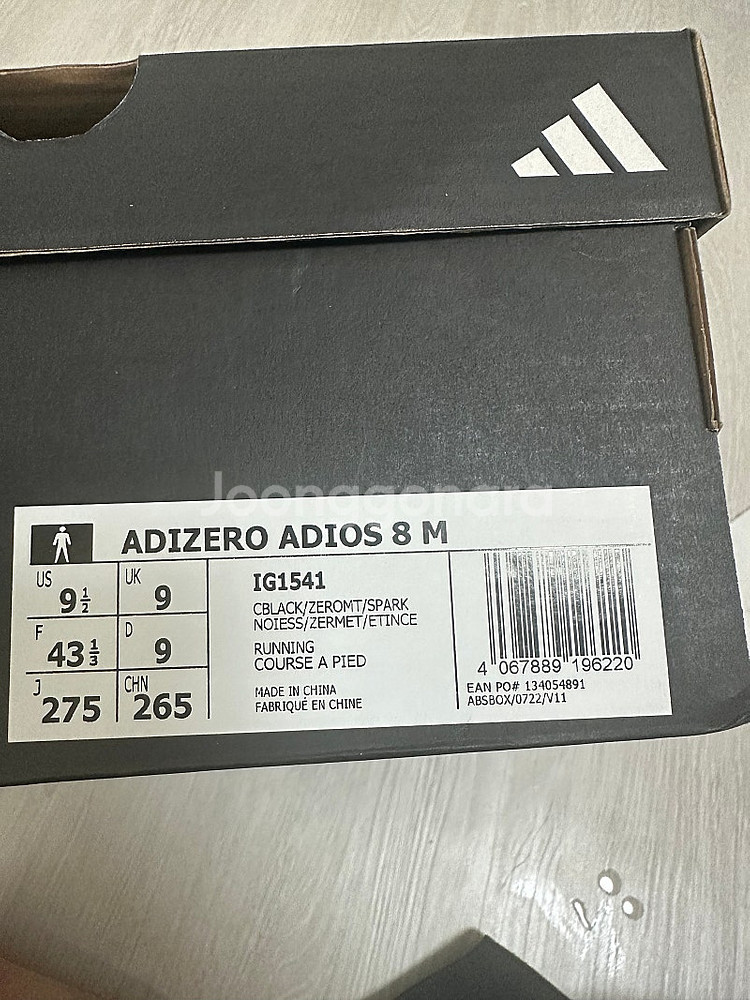 Joonggonara
ADIZERO ADIOS 8 M
US 9 1/2
UK 9
F 43 1/3
D 9
J 275
CHN 265
IG1541
CBLACK/ZEROMT/SPARK
NOIESS/ZERMET/ETINCE
RUNNING
COURSE A PIED
MADE IN CHINA
FABRIQUÉ EN CHINE
4 067889 196220
EAN PO# 134054891
ABSBOX/0722/V11